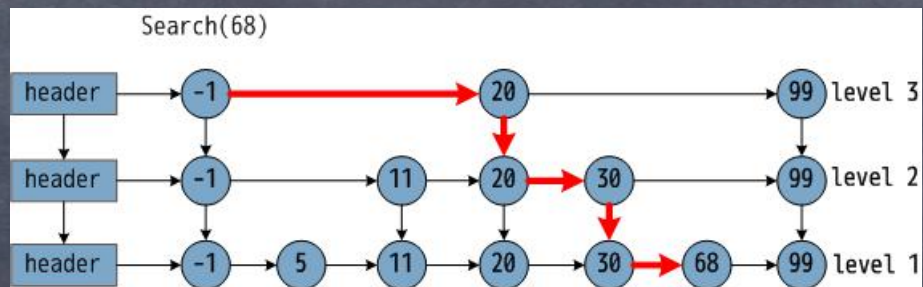 Search(68)
header -1 20 99 level 3
header -1 11 20 30 99 level 2
header -1 5 11 20 30 68 99 level 1